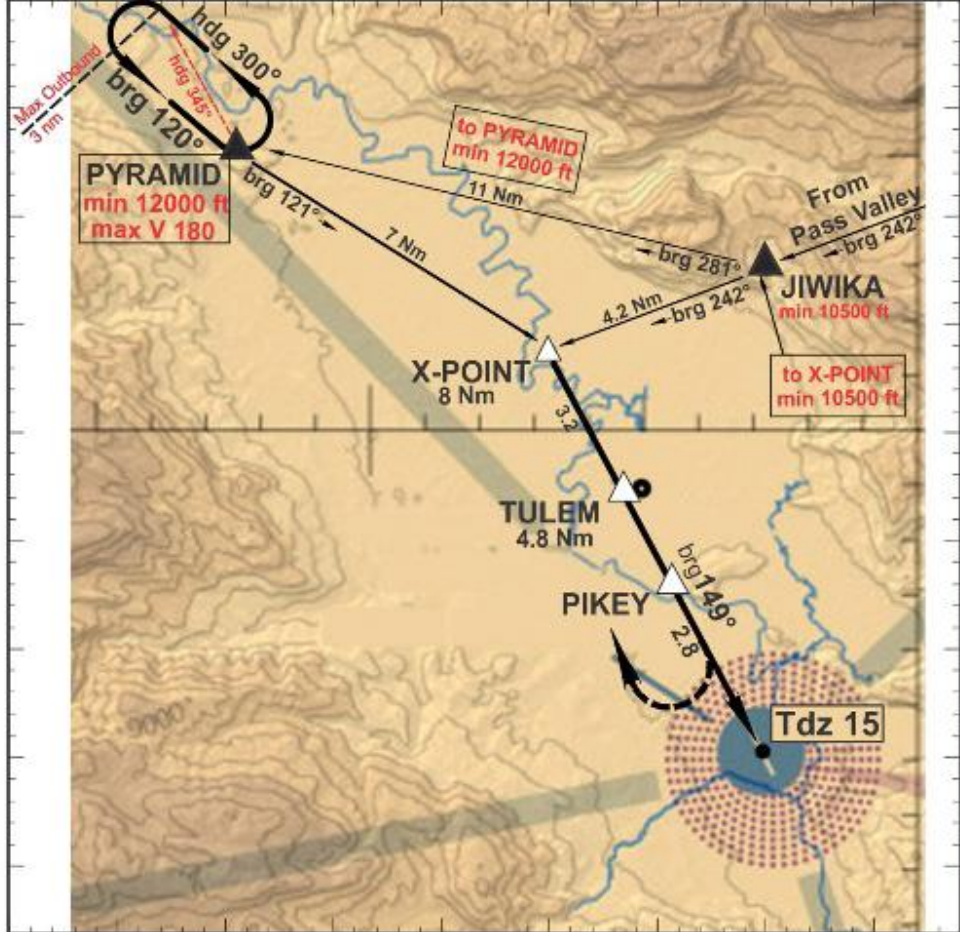 hdg 300°
hdg 345°
Max Outbound
3 nm
brg 120°
PYRAMID
min 12000 ft
max V 180
brg 121°
7 Nm
to PYRAMID
min 12000 ft
11 Nm
brg 281°
From
Pass Valley
brg 242°
JIWIKA
min 10500 ft
4.2 Nm
brg 242°
to X-POINT
min 10500 ft
X-POINT
8 Nm
3.2
TULEM
4.8 Nm
brg 149°
PIKEY
2.8
9000
Tdz 15